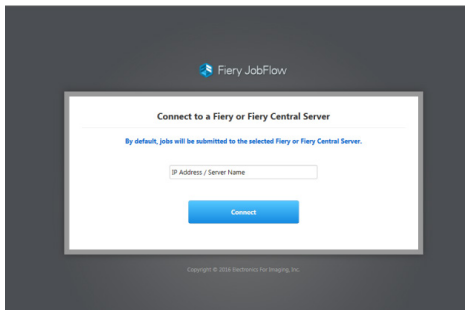 Fiery JobFlow
Connect to a Fiery or Fiery Central Server
By default, jobs will be submitted to the selected Fiery or Fiery Central Server.
IP Address / Server Name
Connect
Copyright © 2016 Electronics For Imaging, Inc.